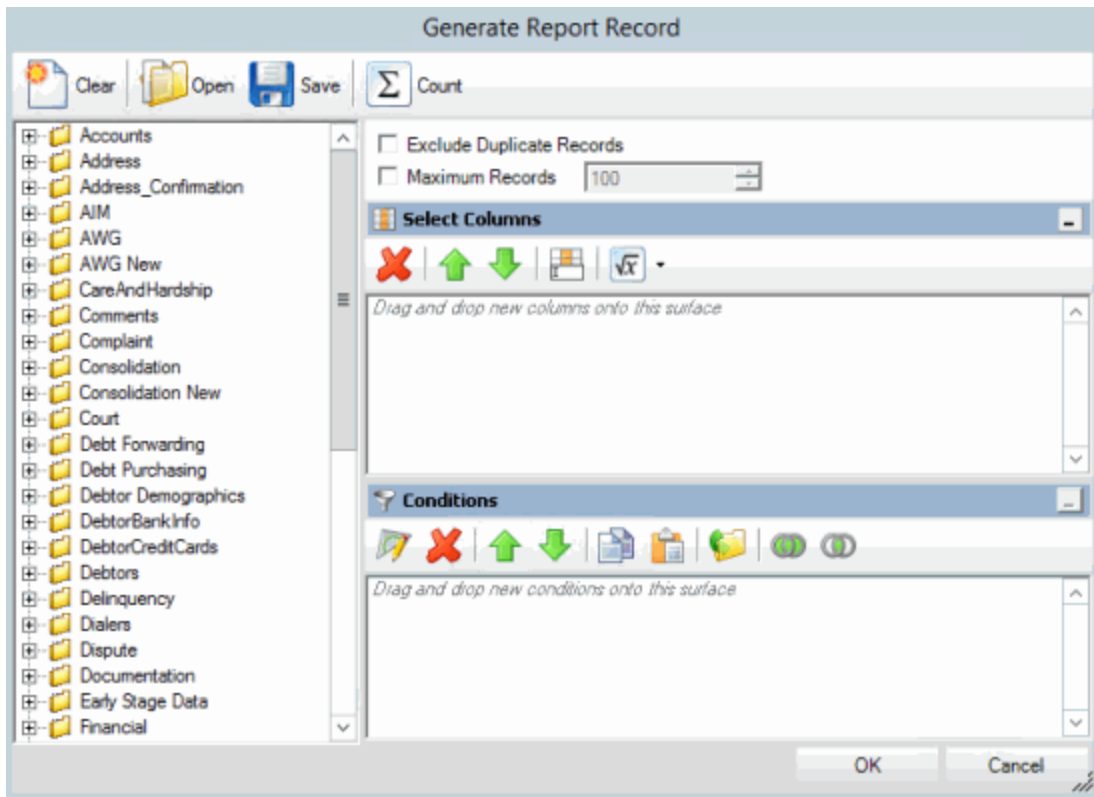 Generate Report Record
Clear Open Save Σ Count
Accounts
Address
Address_Confirmation
AIM
AWG
AWG New
CareAndHardship
Comments
Complaint
Consolidation
Consolidation New
Court
Debt Forwarding
Debt Purchasing
Debtor Demographics
DebtorBankInfo
DebtorCreditCards
Debtors
Delinquency
Dialers
Dispute
Documentation
Early Stage Data
Financial
Exclude Duplicate Records
Maximum Records 100
Select Columns
√x
Drag and drop new columns onto this surface
Conditions
Drag and drop new conditions onto this surface
OK Cancel